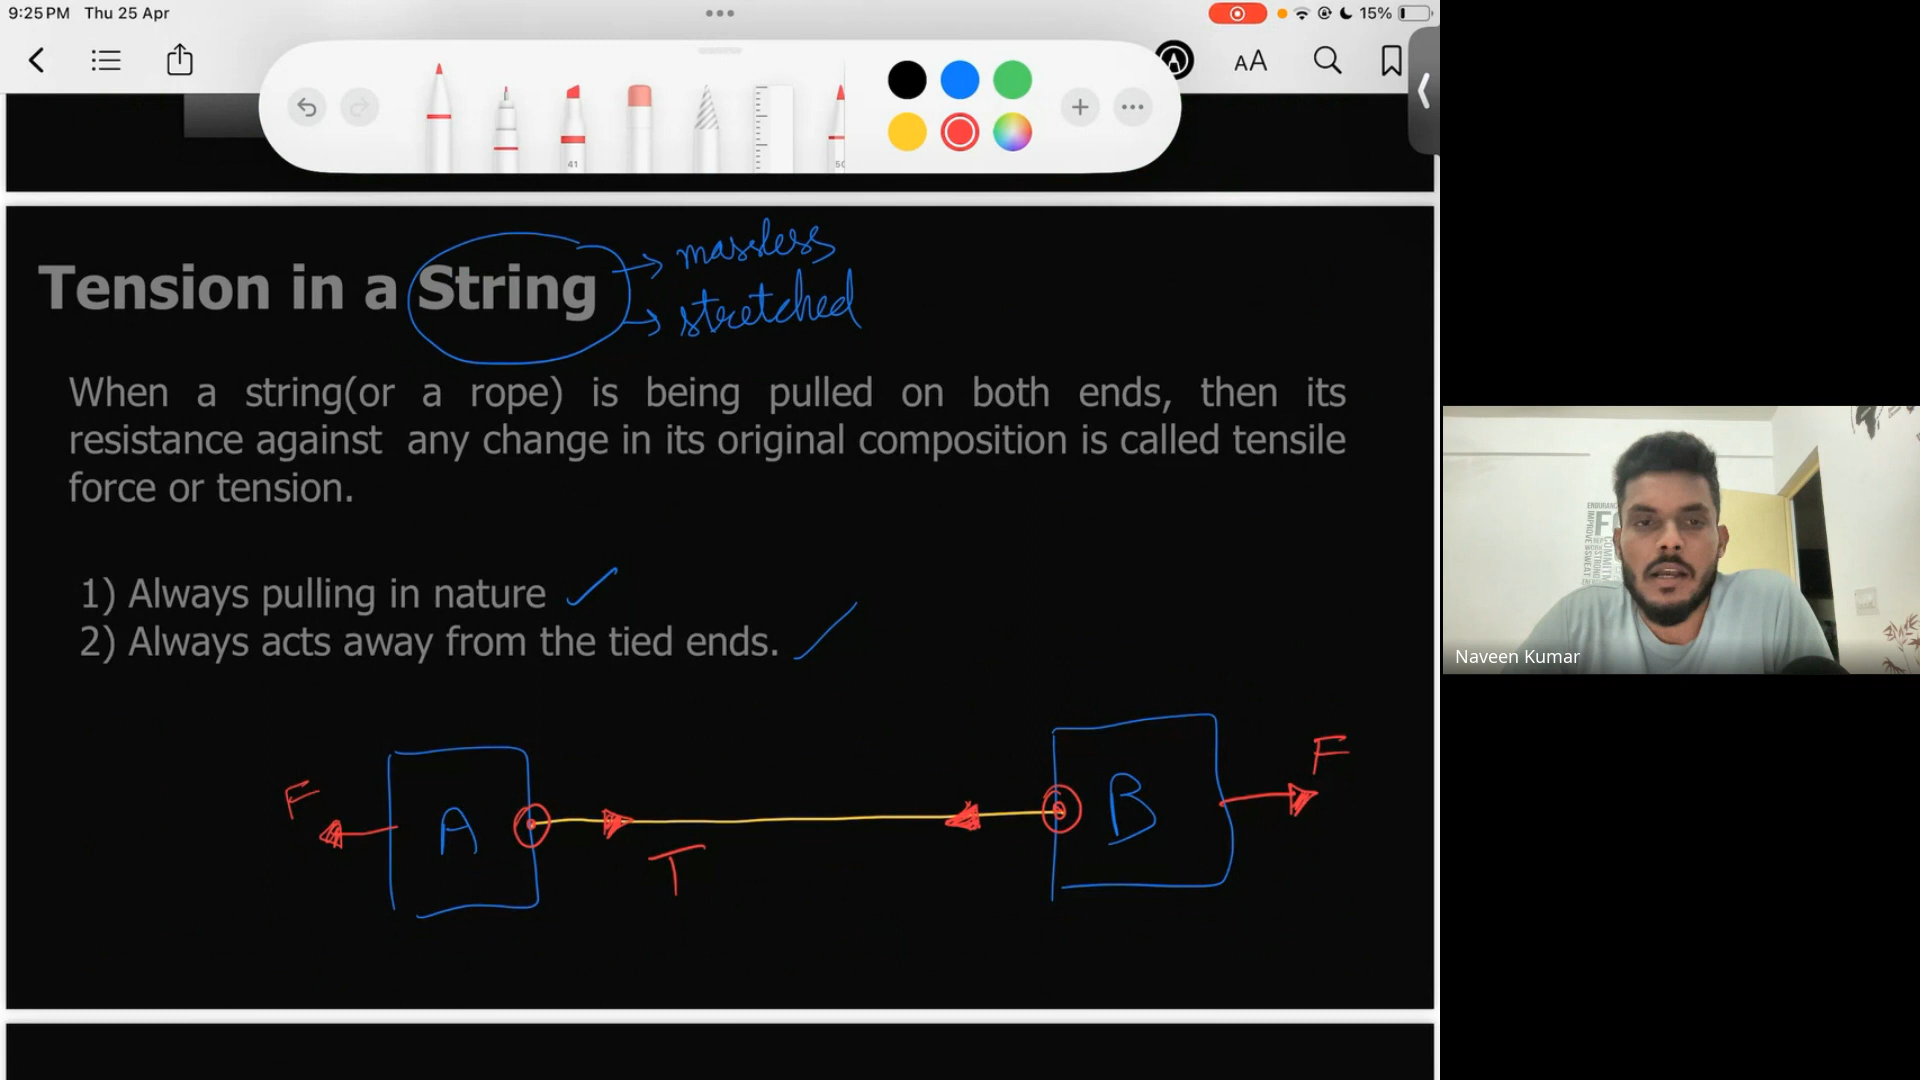 9:25 PM Thu 25 Apr
15%
AA
41
50
Tension in a String
massless
stretched
When a string(or a rope) is being pulled on both ends, then its
resistance against any change in its original composition is called tensile
force or tension.
1) Always pulling in nature
2) Always acts away from the tied ends.
F
A
T
B
F
Naveen Kumar